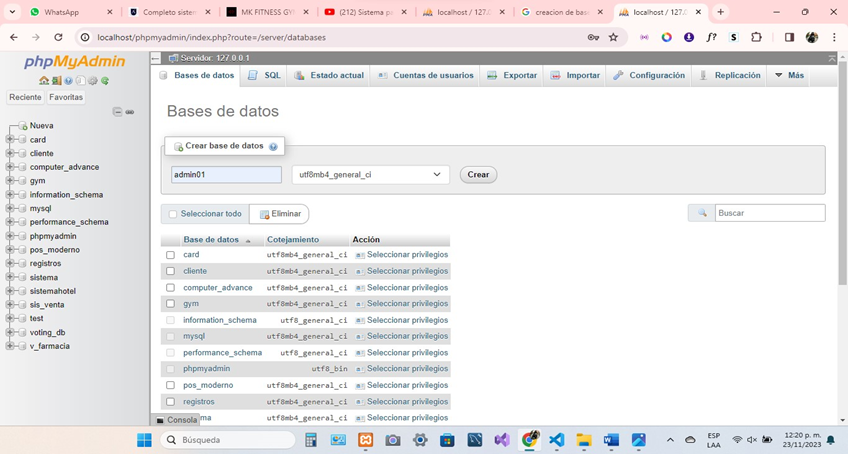 WhatsApp
Completo sistem
MK FITNESS GYM
(212) Sistema p
localhost / 127.0
creacion de bas
localhost / 127.0
localhost/phpmyadmin/index.php?route=/server/databases
phpMyAdmin
Reciente Favoritas
Nueva
card
cliente
computer_advance
gym
information_schema
mysql
performance_schema
phpmyadmin
pos_moderno
registros
sistema
sistemahotel
sis_venta
test
voting_db
v_farmacia
Servidor: 127.0.0.1
Bases de datos SQL Estado actual Cuentas de usuarios Exportar Importar Configuración Replicación Más
Bases de datos
Crear base de datos
admin01 utf8mb4_general_ci Crear
Seleccionar todo Eliminar Buscar
Base de datos Cotejamiento Acción
card utf8mb4_general_ci Seleccionar privilegios
cliente utf8mb4_general_ci Seleccionar privilegios
computer_advance utf8mb4_general_ci Seleccionar privilegios
gym utf8mb4_general_ci Seleccionar privilegios
information_schema utf8_general_ci Seleccionar privilegios
mysql utf8mb4_general_ci Seleccionar privilegios
performance_schema utf8_general_ci Seleccionar privilegios
phpmyadmin utf8_bin Seleccionar privilegios
pos_moderno utf8mb4_general_ci Seleccionar privilegios
registros utf8mb4_general_ci Seleccionar privilegios
ma utf8mb4_general_ci Seleccionar privilegios
Consola
Búsqueda
ESP
LAA
12:20 p. m.
23/11/2023